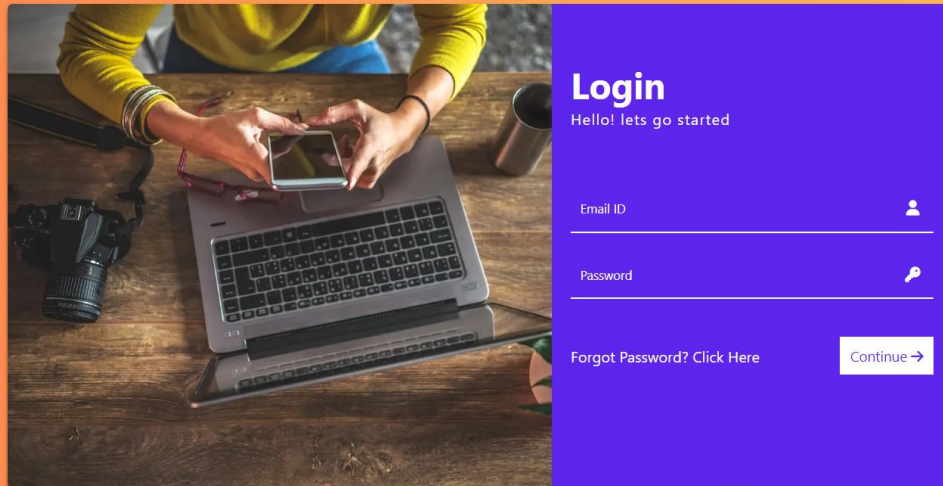 Login
Hello! lets go started
Email ID
Password
Forgot Password? Click Here
Continue